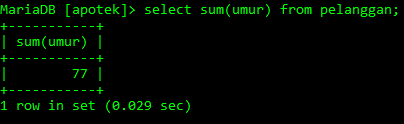 MariaDB [apotek]> select sum(umur) from pelanggan;
+-----------+
| sum(umur) |
+-----------+
|        77 |
+-----------+
1 row in set (0.029 sec)